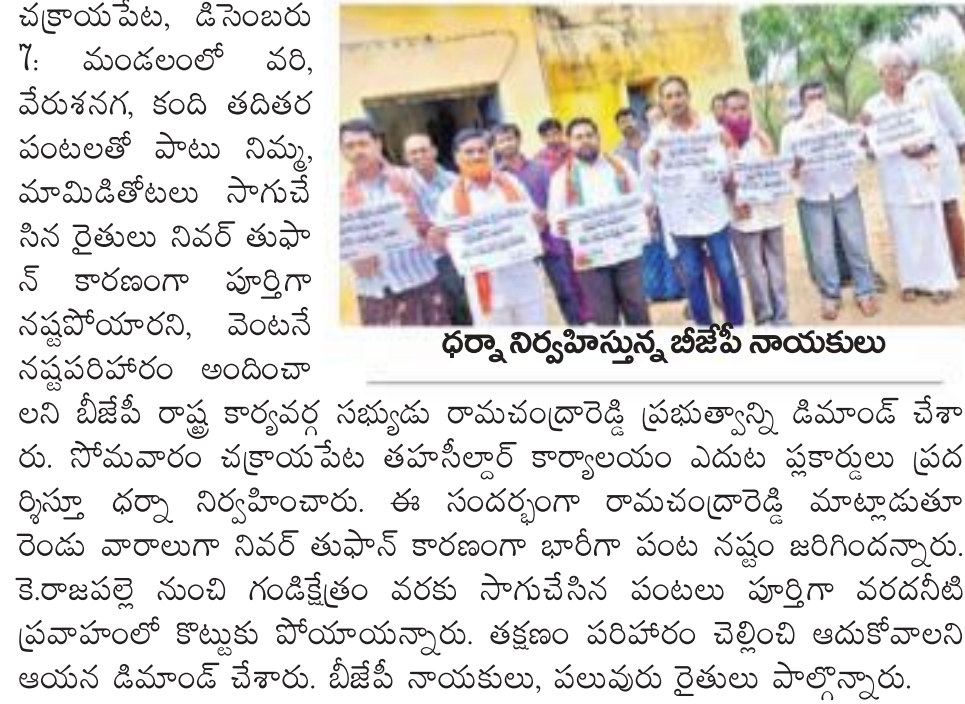 చక్రాయపేట, డిసెంబరు
7: మండలంలో వరి,
వేరుశనగ, కంది తదితర
పంటలతో పాటు నిమ్మ,
మామిడితోటలు సాగుచే
సిన రైతులు నివర్ తుఫా
న్ కారణంగా పూర్తిగా
నష్టపోయారని, వెంటనే
నష్టపరిహారం అందించా
లని బీజేపీ రాష్ట్ర కార్యవర్గ సభ్యుడు రామచంద్రారెడ్డి ప్రభుత్వాన్ని డిమాండ్ చేశా
రు. సోమవారం చక్రాయపేట తహసీల్దార్ కార్యాలయం ఎదుట ప్లకార్డులు ప్రద
ర్శిస్తూ ధర్నా నిర్వహించారు. ఈ సందర్భంగా రామచంద్రారెడ్డి మాట్లాడుతూ
రెండు వారాలుగా నివర్ తుఫాన్ కారణంగా భారీగా పంట నష్టం జరిగిందన్నారు.
కె.రాజపల్లె నుంచి గండిక్షేత్రం వరకు సాగుచేసిన పంటలు పూర్తిగా వరదనీటి
ప్రవాహంలో కొట్టుకు పోయాయన్నారు. తక్షణం పరిహారం చెల్లించి ఆదుకోవాలని
ఆయన డిమాండ్ చేశారు. బీజేపీ నాయకులు, పలువురు రైతులు పాల్గొన్నారు.
ధర్నా నిర్వహిస్తున్న బీజేపీ నాయకులు